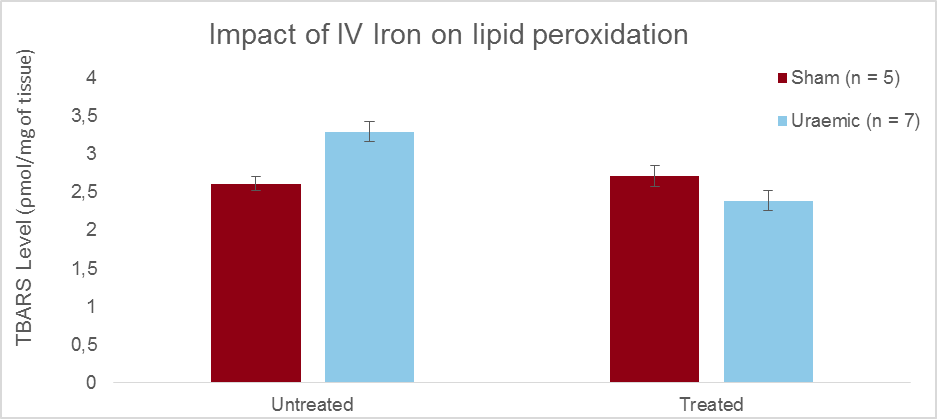 Impact of IV Iron on lipid peroxidation
TBARS Level (ρmol/mg of tissue)
4
3,5
3
2,5
2
1,5
1
0,5
0
Sham (n = 5)
Uraemic (n = 7)
Untreated
Treated